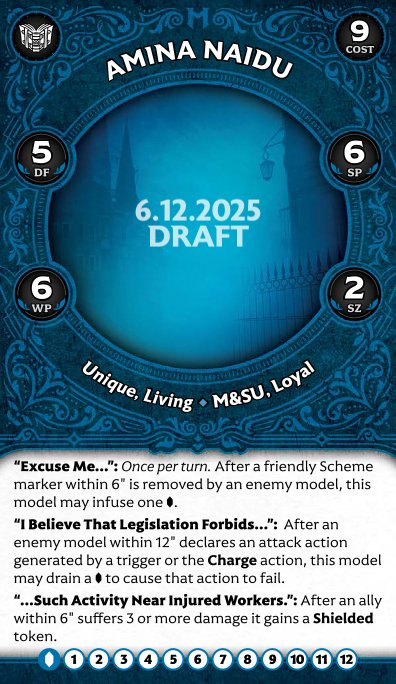 9
COST
AMINA NAIDU
5
DF
6
SP
6.12.2025
DRAFT
6
WP
2
SZ
Unique, Living ◆ M&SU, Loyal
“Excuse Me...”: Once per turn. After a friendly Scheme
marker within 6" is removed by an enemy model, this
model may infuse one ⬮.
“I Believe That Legislation Forbids...”: After an
enemy model within 12" declares an attack action
generated by a trigger or the Charge action, this model
may drain a ⬮ to cause that action to fail.
“...Such Activity Near Injured Workers.”: After an ally
within 6" suffers 3 or more damage it gains a Shielded
token.
1 2 3 4 5 6 7 8 9 10 11 12